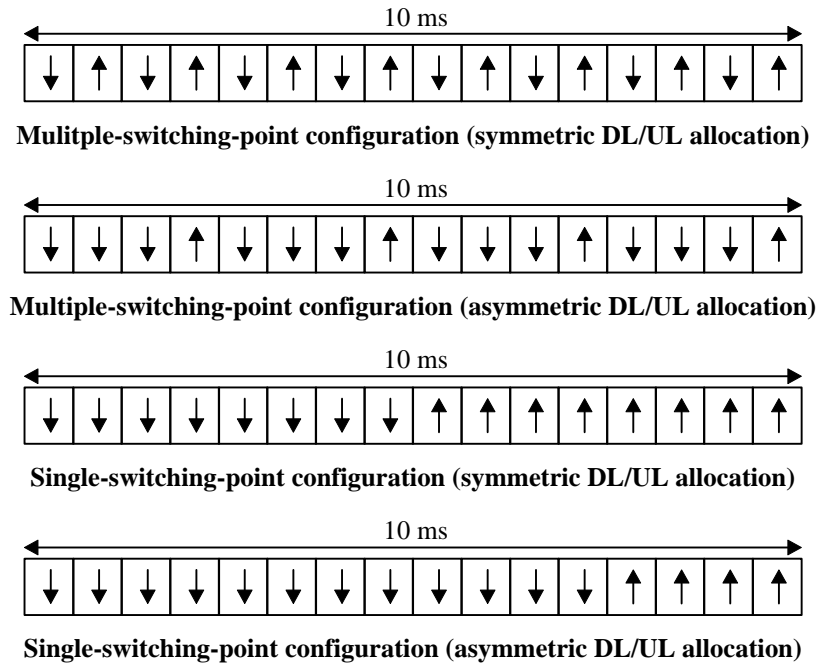 10 ms
Mulitple-switching-point configuration (symmetric DL/UL allocation)
10 ms
Multiple-switching-point configuration (asymmetric DL/UL allocation)
10 ms
Single-switching-point configuration (symmetric DL/UL allocation)
10 ms
Single-switching-point configuration (asymmetric DL/UL allocation)